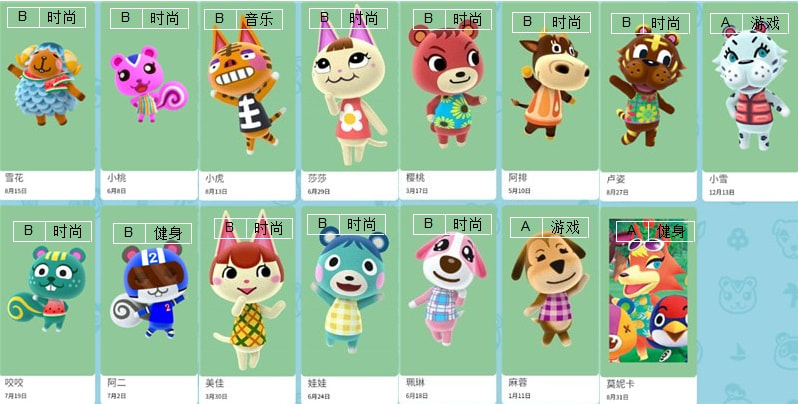 B 时尚
B 时尚
B 音乐
B 时尚
B 时尚
B 时尚
B 时尚
A 游戏
雪花
小桃
小虎
莎莎
樱桃
阿排
卢姿
小雪
8月15日
6月8日
8月13日
6月29日
3月17日
5月10日
8月27日
12月13日
B 时尚
B 健身
B 时尚
B 时尚
B 时尚
A 游戏
A 健身
2
2
咬咬
阿二
美佳
娃娃
珮琳
麻蓉
莫妮卡
7月19日
7月2日
3月30日
6月24日
6月18日
1月11日
8月31日